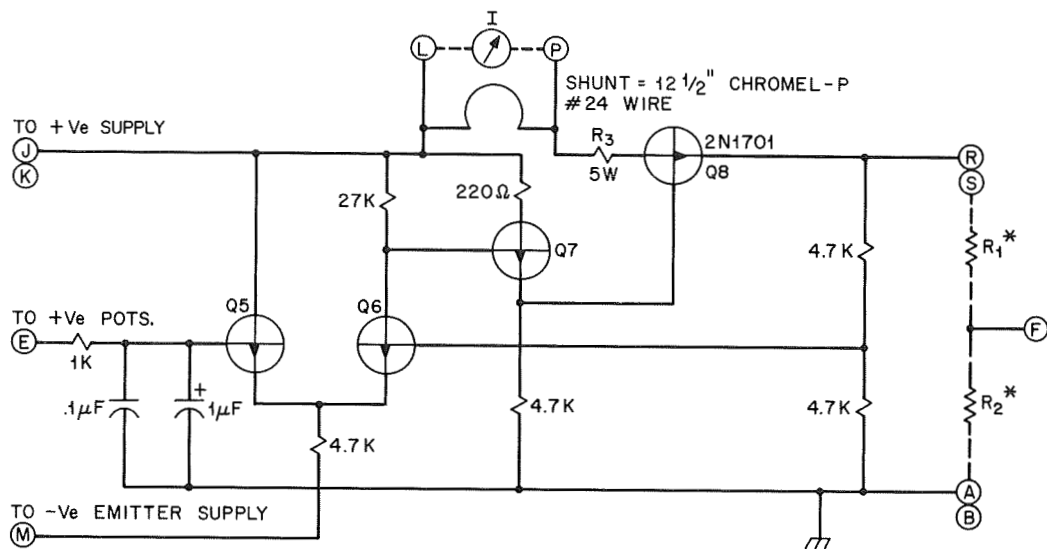 I
L
P
SHUNT = 12 1/2" CHROMEL-P
#24 WIRE
TO +Ve SUPPLY
J
K
R3
5W
2N1701
Q8
R
S
27K
220Ω
Q7
4.7K
R1*
TO +Ve POTS.
E
1K
Q5
Q6
F
.1μF
+
1μF
4.7K
4.7K
4.7K
R2*
A
B
TO -Ve EMITTER SUPPLY
M